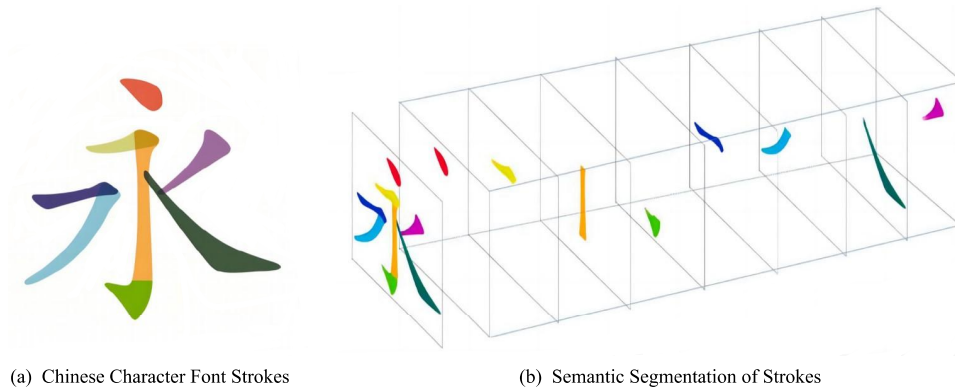 永
(a) Chinese Character Font Strokes
(b) Semantic Segmentation of Strokes